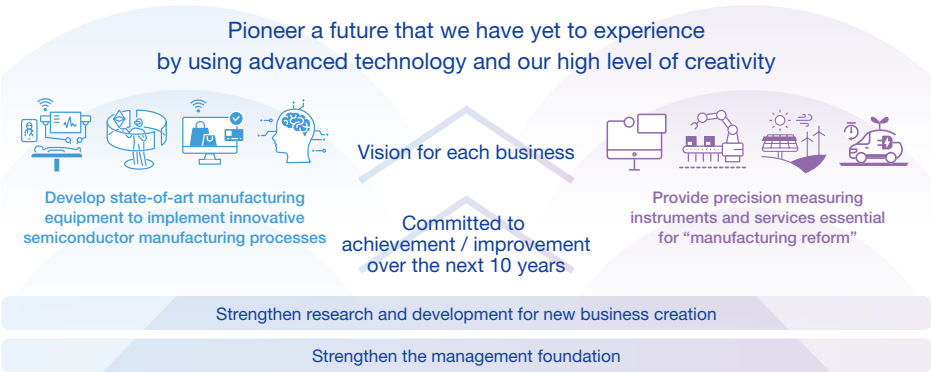 Pioneer a future that we have yet to experience
by using advanced technology and our high level of creativity
Vision for each business
Develop state-of-art manufacturing
equipment to implement innovative
semiconductor manufacturing processes
Provide precision measuring
instruments and services essential
for “manufacturing reform”
Committed to
achievement / improvement
over the next 10 years
Strengthen research and development for new business creation
Strengthen the management foundation